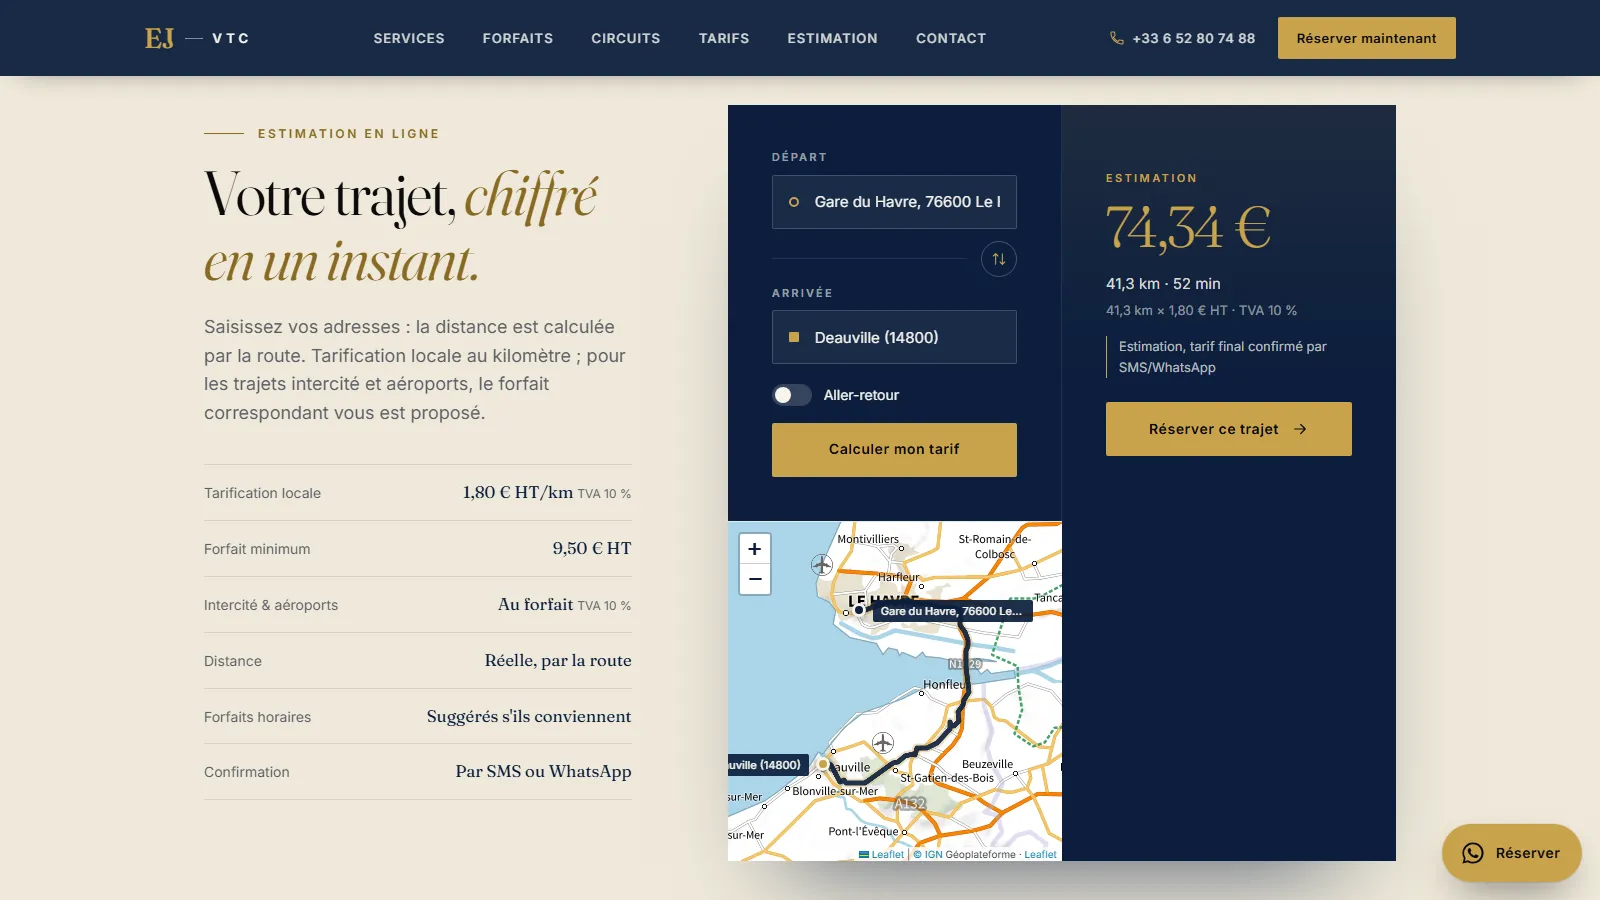 EJ — VTC
SERVICES
FORFAITS
CIRCUITS
TARIFS
ESTIMATION
CONTACT
+33 6 52 80 74 88
Réserver maintenant
ESTIMATION EN LIGNE
Votre trajet, chiffré
en un instant.
Saisissez vos adresses : la distance est calculée
par la route. Tarification locale au kilomètre ; pour
les trajets intercité et aéroports, le forfait
correspondant vous est proposé.
Tarification locale 1,80 € HT/km TVA 10 %
Forfait minimum 9,50 € HT
Intercité & aéroports Au forfait TVA 10 %
Distance Réelle, par la route
Forfaits horaires Suggérés s'ils conviennent
Confirmation Par SMS ou WhatsApp
DÉPART
Gare du Havre, 76600 Le
ARRIVÉE
Deauville (14800)
Aller-retour
Calculer mon tarif
ESTIMATION
74,34 €
41,3 km · 52 min
41,3 km × 1,80 € HT · TVA 10 %
Estimation, tarif final confirmé par
SMS/WhatsApp
Réserver ce trajet →
+
−
Montivilliers
St-Romain-de-
Colbosc
Harfleur
LE HAVRE
Gare du Havre, 76600 Le...
Tanca
N1029
Honfleu
uville (14800)
auville
Beuzeville
St-Gatien-des-Bois
Blonville-sur-Mer
sur-Mer
A132
sur-Mer
Pont-l'Évêque
Leaflet | © IGN Géoplateforme · Leaflet
Réserver